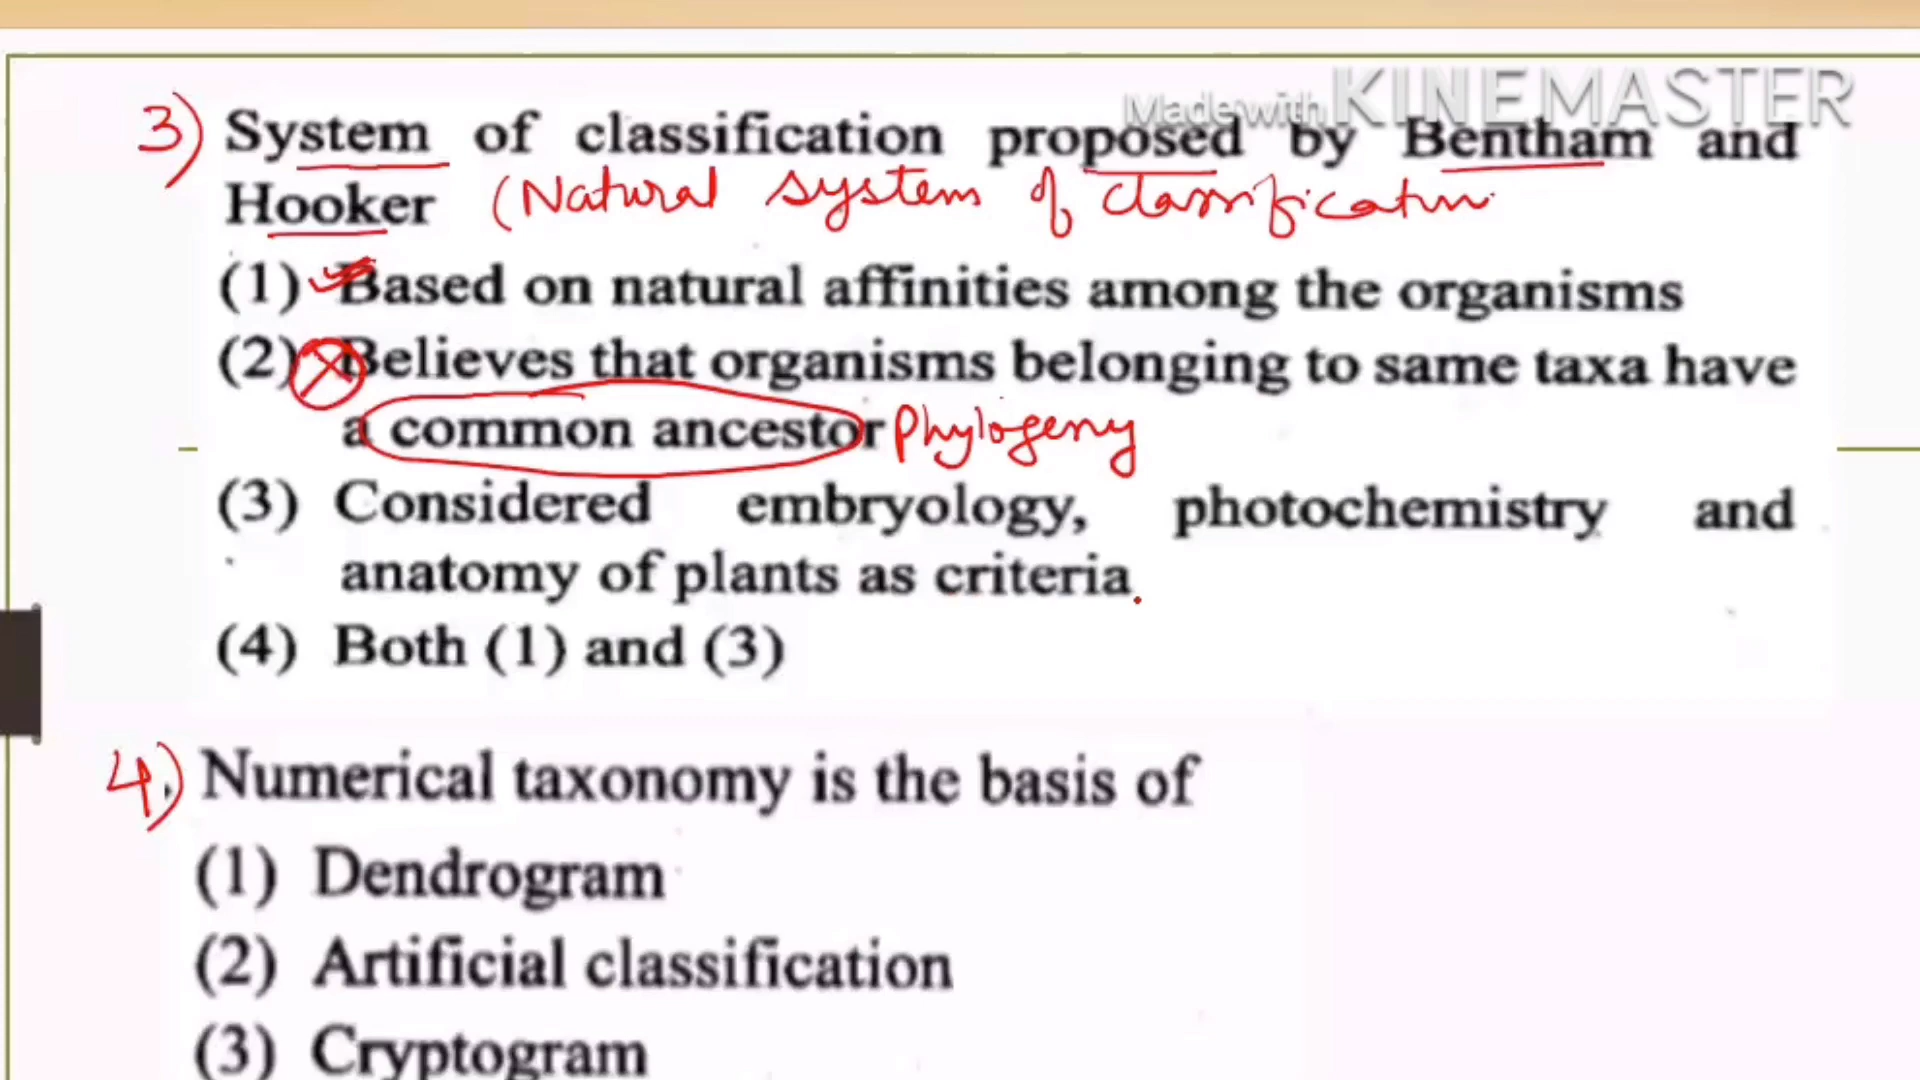 Made with KINEMASTER
3) System of classification proposed by Bentham and
Hooker (Natural system of classification
(1) Based on natural affinities among the organisms
(2) Believes that organisms belonging to same taxa have
a common ancestor Phylogeny
(3) Considered embryology, photochemistry and
anatomy of plants as criteria.
(4) Both (1) and (3)
4.) Numerical taxonomy is the basis of
(1) Dendrogram
(2) Artificial classification
(3) Cryptogram